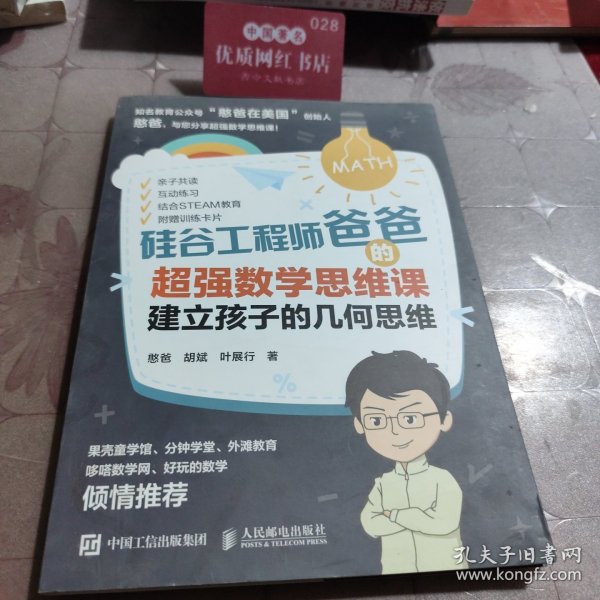 028
中国著名
优质网红书店
知名教育公众号“憨爸在美国”创始人
憨爸，与您分享超强数学思维课！
MATH
亲子共读
互动练习
结合STEAM教育
附赠训练卡片
硅谷工程师爸爸的
超强数学思维课
建立孩子的几何思维
憨爸 胡斌 叶展行 著
%
果壳童学馆、分钟学堂、外滩教育
哆嗒数学网、好玩的数学
倾情推荐
中国工信出版集团
人民邮电出版社
POSTS & TELECOM PRESS
孔夫子旧书网
www.kongfz.com